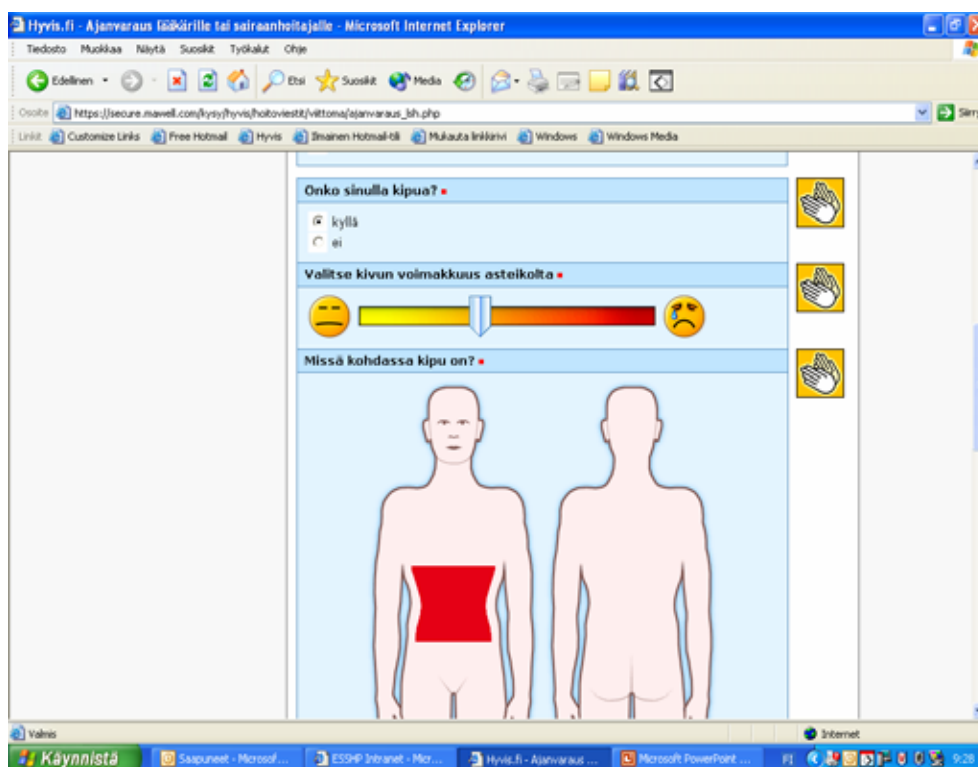 Hyvis.fi - Ajanvaraus lääkärille tai sairaanhoitajalle - Microsoft Internet Explorer
Tiedosto Muokkaa Näytä Suosikit Työkalut Ohje
Edellinen Etsi Suosikit Media
Osoite https://secure.mawell.com/kysy/hyvis/hoitoviestit/viittoma/ajanvaraus_lsh.php Siirry
Linkit Customize Links Free Hotmail Hyvis Ilmainen Hotmail-tili Mukauta linkkirivi Windows Windows Media
Onko sinulla kipua?
kyllä
ei
Valitse kivun voimakkuus asteikolta
Missä kohdassa kipu on?
Valmis Internet
Käynnistä Saapuneet - Microsof... ESSHP Intranet - Micr... Hyvis.fi - Ajanvaraus ... Microsoft PowerPoint ... FI 9:28